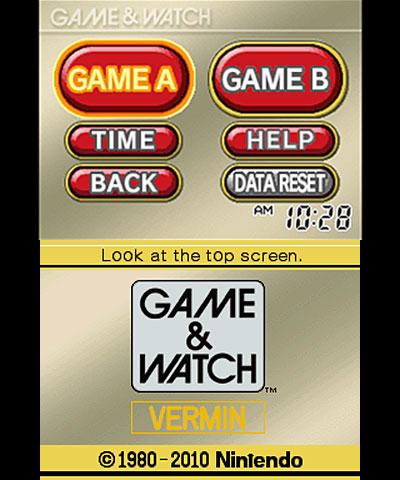 GAME & WATCH
GAME A GAME B
TIME HELP
BACK DATA RESET
AM 10:28
Look at the top screen.
GAME
&
WATCH
TM
VERMIN
©1980-2010 Nintendo